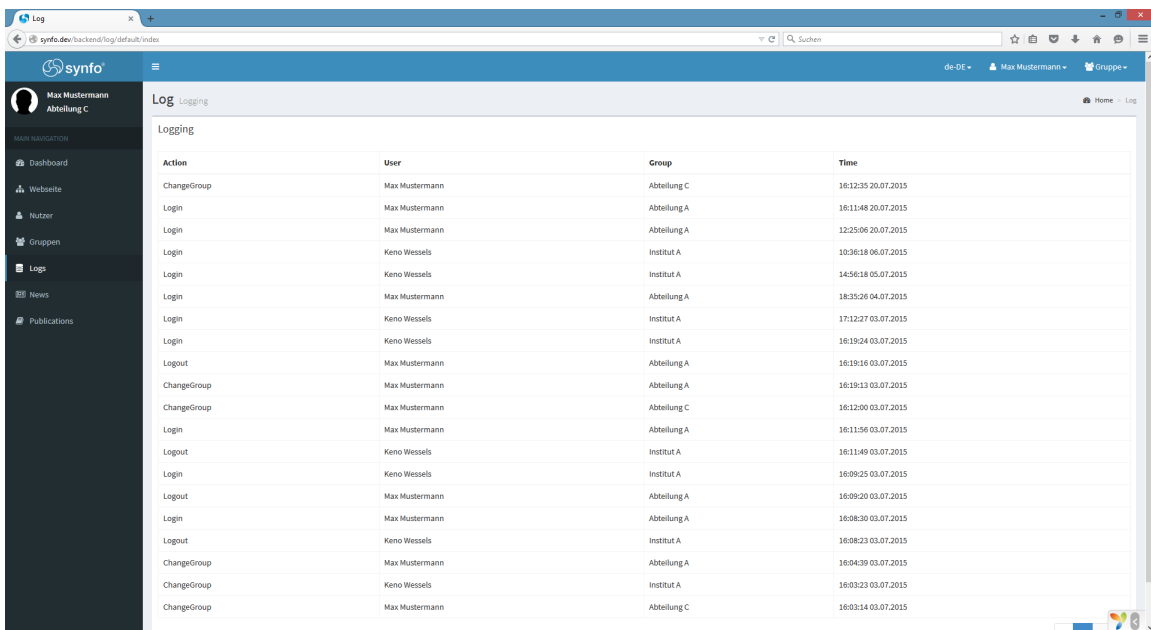 Log
synfo.dev/backend/log/default/index
Suchen
synfo
de-DE Max Mustermann Gruppe
Max Mustermann
Abteilung C
MAIN NAVIGATION
Dashboard
Webseite
Nutzer
Gruppen
Logs
News
Publications
Log Logging
Home > Log
Logging
Action User Group Time
ChangeGroup Max Mustermann Abteilung C 16:12:35 20.07.2015
Login Max Mustermann Abteilung A 16:11:48 20.07.2015
Login Max Mustermann Abteilung A 12:25:06 20.07.2015
Login Keno Wessels Institut A 10:36:18 06.07.2015
Login Keno Wessels Institut A 14:56:18 05.07.2015
Login Max Mustermann Abteilung A 18:35:26 04.07.2015
Login Keno Wessels Institut A 17:12:27 03.07.2015
Login Keno Wessels Institut A 16:19:24 03.07.2015
Logout Max Mustermann Abteilung A 16:19:16 03.07.2015
ChangeGroup Max Mustermann Abteilung A 16:19:13 03.07.2015
ChangeGroup Max Mustermann Abteilung C 16:12:00 03.07.2015
Login Max Mustermann Abteilung A 16:11:56 03.07.2015
Logout Keno Wessels Institut A 16:11:49 03.07.2015
Login Keno Wessels Institut A 16:09:25 03.07.2015
Logout Max Mustermann Abteilung A 16:09:20 03.07.2015
Login Max Mustermann Abteilung A 16:08:30 03.07.2015
Logout Keno Wessels Institut A 16:08:23 03.07.2015
ChangeGroup Max Mustermann Abteilung A 16:04:39 03.07.2015
ChangeGroup Keno Wessels Institut A 16:03:23 03.07.2015
ChangeGroup Max Mustermann Abteilung C 16:03:14 03.07.2015